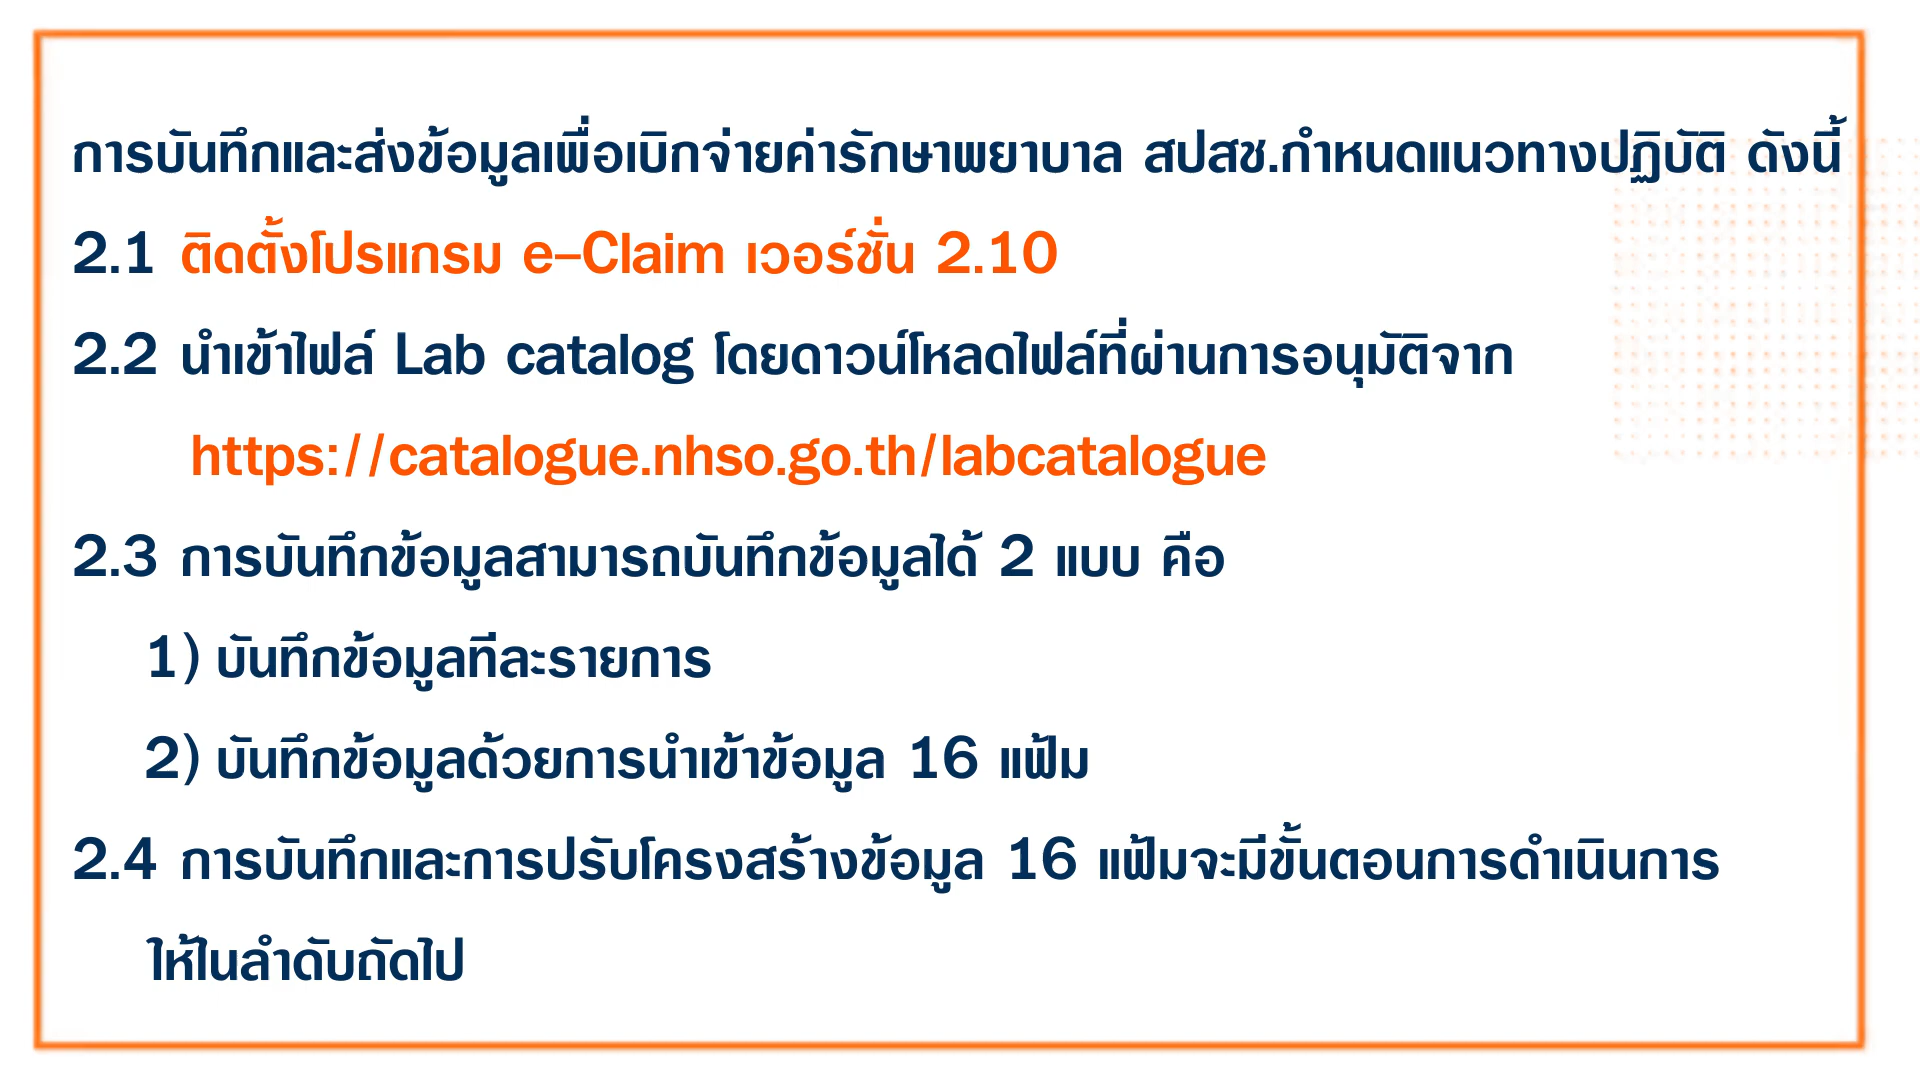 การบันทึกและส่งข้อมูลเพื่อเบิกจ่ายค่ารักษาพยาบาล สปสช.กำหนดแนวทางปฏิบัติ ดังนี้
2.1 ติดตั้งโปรแกรม e-Claim เวอร์ชั่น 2.10
2.2 นำเข้าไฟล์ Lab catalog โดยดาวน์โหลดไฟล์ที่ผ่านการอนุมัติจาก
https://catalogue.nhso.go.th/labcatalogue
2.3 การบันทึกข้อมูลสามารถบันทึกข้อมูลได้ 2 แบบ คือ
1) บันทึกข้อมูลทีละรายการ
2) บันทึกข้อมูลด้วยการนำเข้าข้อมูล 16 แฟ้ม
2.4 การบันทึกและการปรับโครงสร้างข้อมูล 16 แฟ้มจะมีขั้นตอนการดำเนินการ
ให้ในลำดับถัดไป